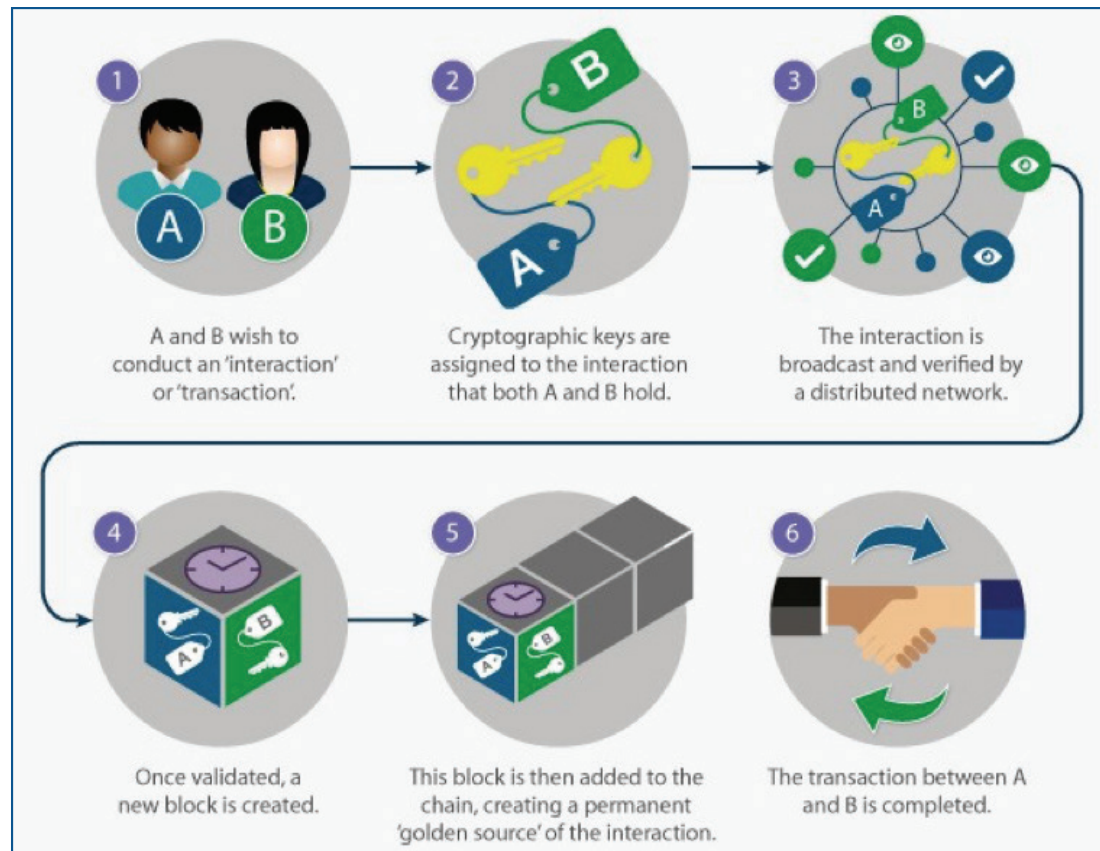 1
A
B
A and B wish to
conduct an ‘interaction’
or ‘transaction’.
2
B
A
Cryptographic keys are
assigned to the interaction
that both A and B hold.
3
B
A
The interaction is
broadcast and verified by
a distributed network.
4
A
B
Once validated, a
new block is created.
5
A
B
This block is then added to the
chain, creating a permanent
‘golden source’ of the interaction.
6
The transaction between A
and B is completed.